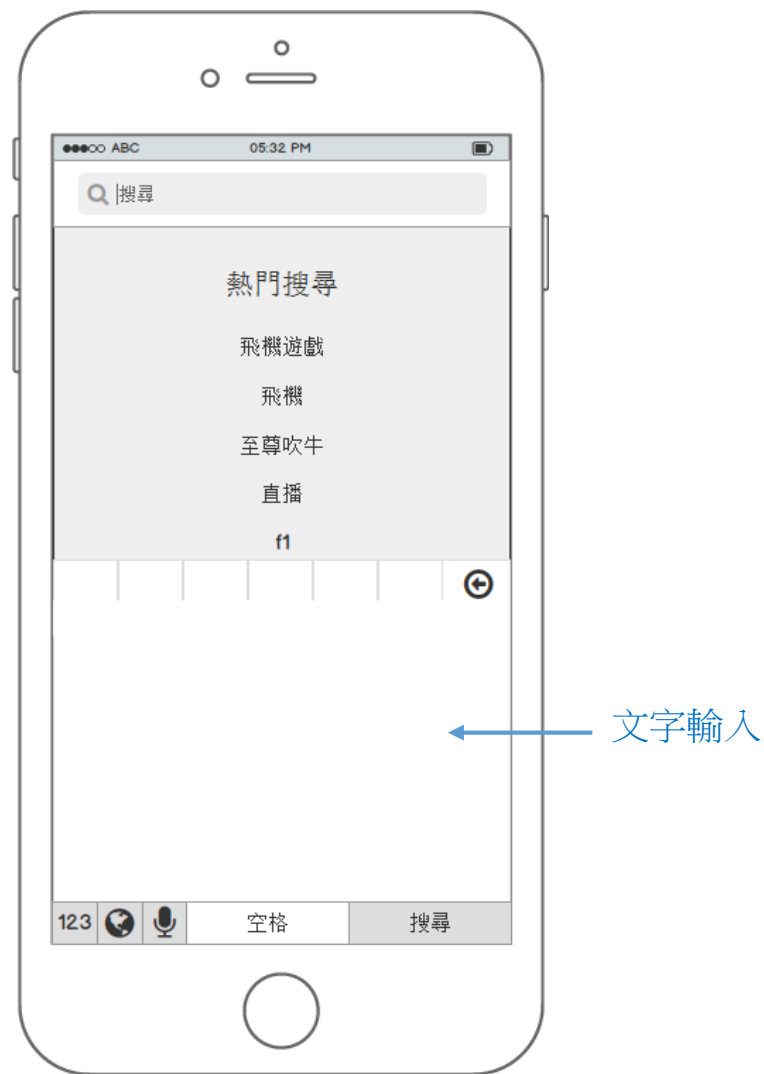 ABC 05:32 PM
搜尋
熱門搜尋
飛機遊戲
飛機
至尊吹牛
直播
f1
文字輸入
123 空格 搜尋